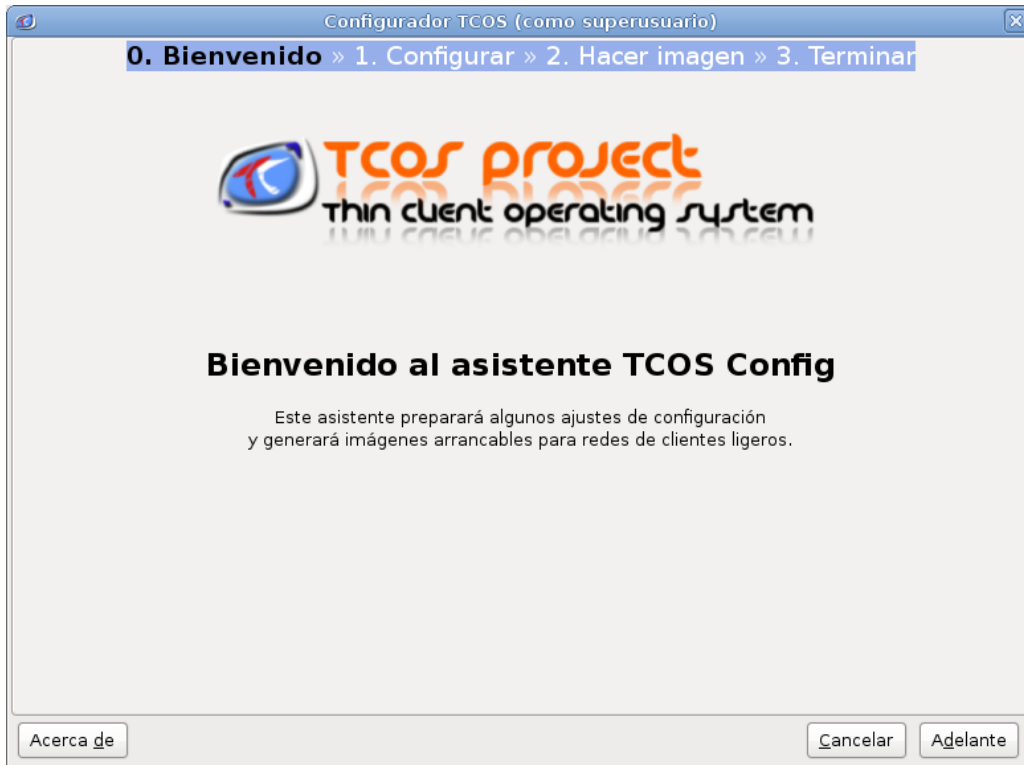 Configurador TCOS (como superusuario)
0. Bienvenido » 1. Configurar » 2. Hacer imagen » 3. Terminar
TCOS PROJECT
Thin client operating system
Bienvenido al asistente TCOS Config
Este asistente preparará algunos ajustes de configuración
y generará imágenes arrancables para redes de clientes ligeros.
Acerca de
Cancelar
Adelante